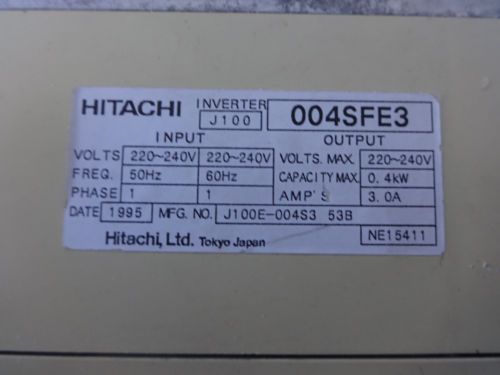 HITACHI INVERTER J100 004SFE3
INPUT OUTPUT
VOLTS 220~240V 220~240V VOLTS. MAX. 220~240V
FREQ. 50Hz 60Hz CAPACITY MAX. 0.4kW
PHASE 1 1 AMP'S 3.0A
DATE 1995 MFG. NO. J100E-004S3 53B
Hitachi, Ltd. Tokyo Japan NE15411